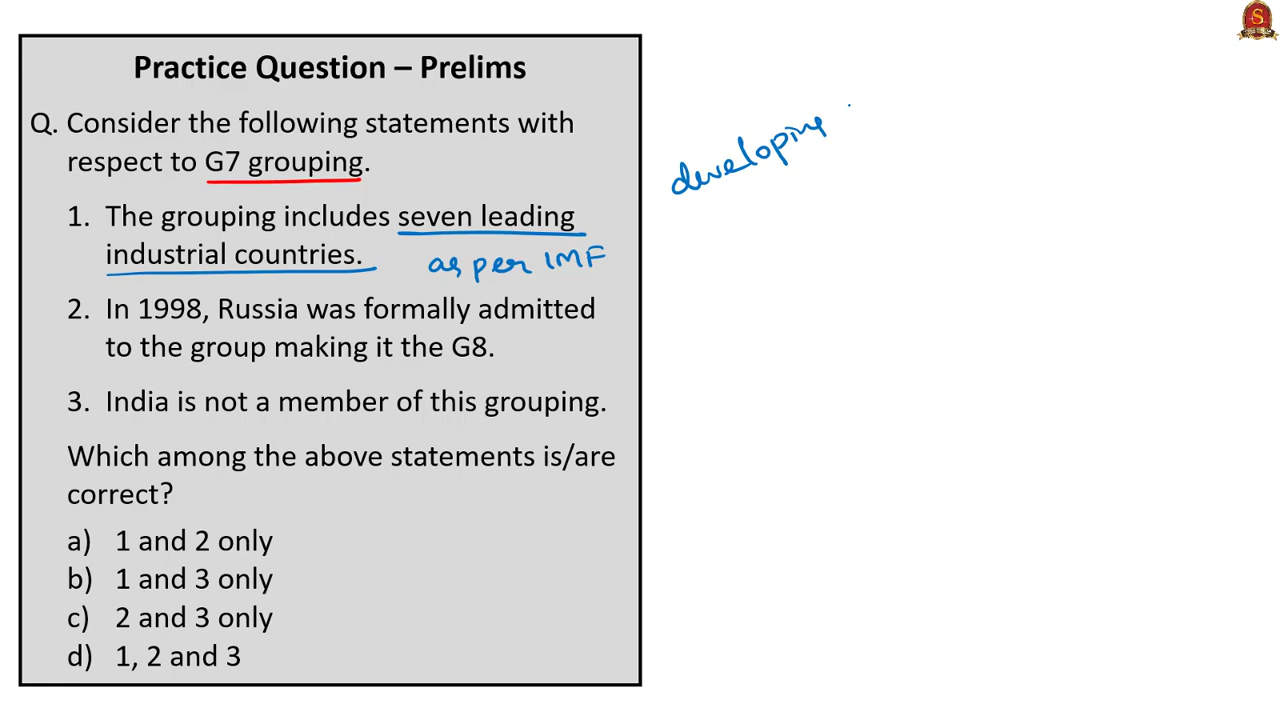 Practice Question – Prelims
Q. Consider the following statements with
respect to G7 grouping.
1. The grouping includes seven leading
industrial countries.
as per IMF
2. In 1998, Russia was formally admitted
to the group making it the G8.
3. India is not a member of this grouping.
Which among the above statements is/are
correct?
a) 1 and 2 only
b) 1 and 3 only
c) 2 and 3 only
d) 1, 2 and 3
developing
S